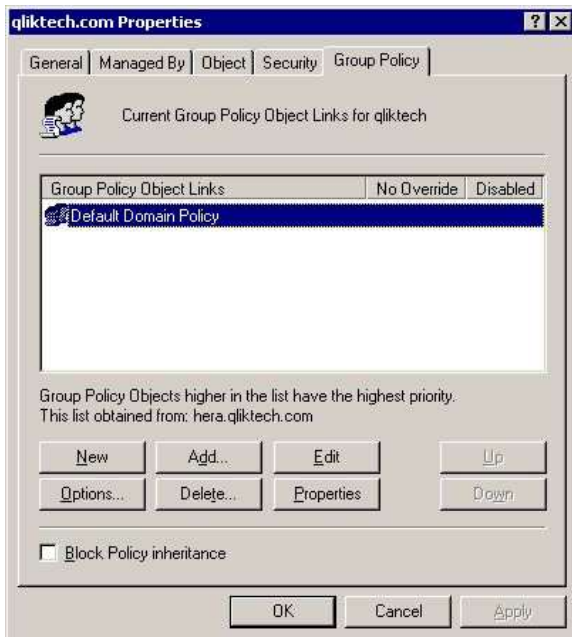 qliktech.com Properties
General Managed By Object Security Group Policy
Current Group Policy Object Links for qliktech
Group Policy Object Links No Override Disabled
Default Domain Policy
Group Policy Objects higher in the list have the highest priority.
This list obtained from: hera.qliktech.com
New Add... Edit Up
Options... Delete... Properties Down
Block Policy inheritance
OK Cancel Apply